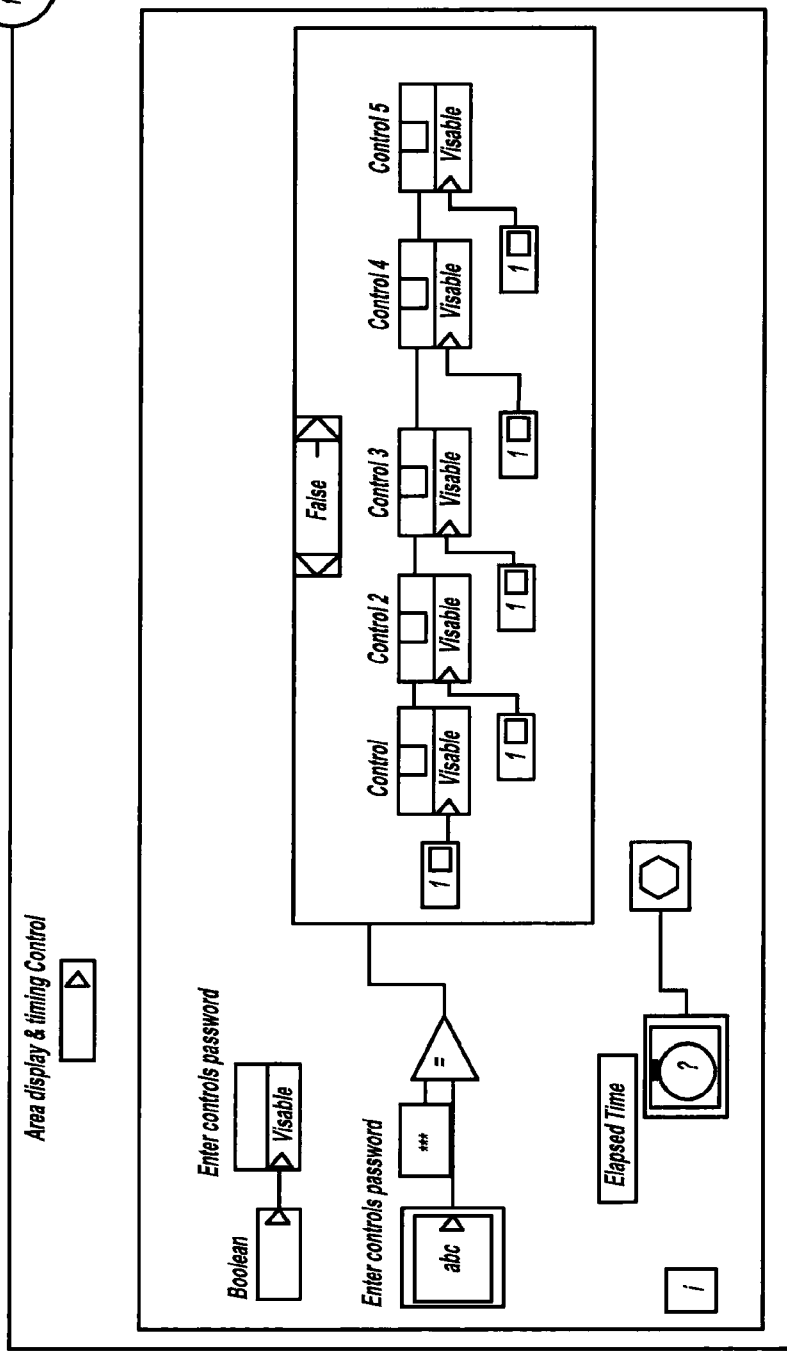 Area display & timing Control
Enter controls password
Visable
Boolean
Enter controls password
abc
***
=
False
Control
Visable
1
Control 2
Visable
1
Control 3
Visable
1
Control 4
Visable
1
Control 5
Visable
1
Elapsed Time
?
i